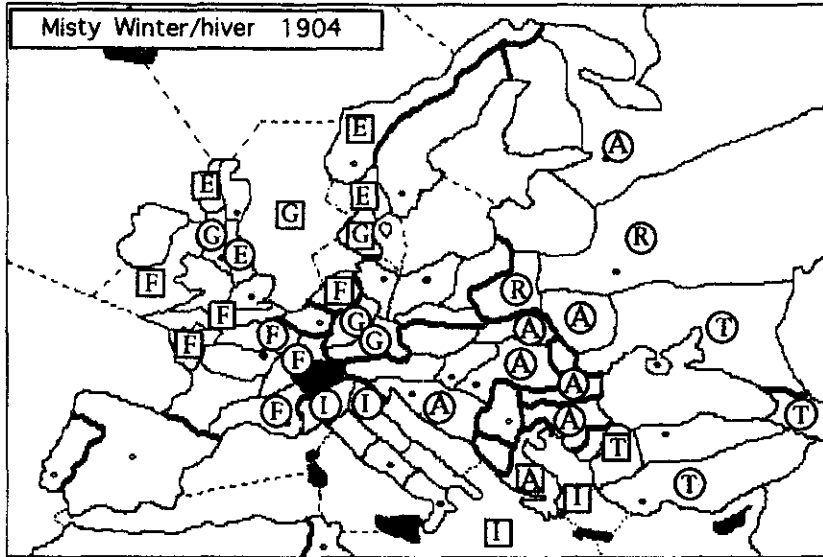 Misty Winter/hiver 1904
E
A
E E
G
G G R
E
F F R
F G A A T
F F G
F A
A
F I I A A T
T
A I T
I